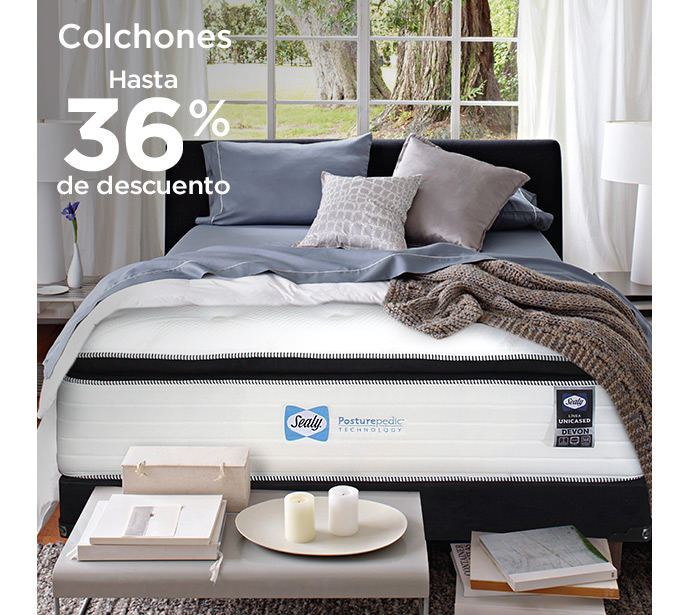 Colchones
Hasta
36%
de descuento
Sealy
Posturepedic
TECHNOLOGY
Sealy
LÍNEA
UNICASED
DEVON